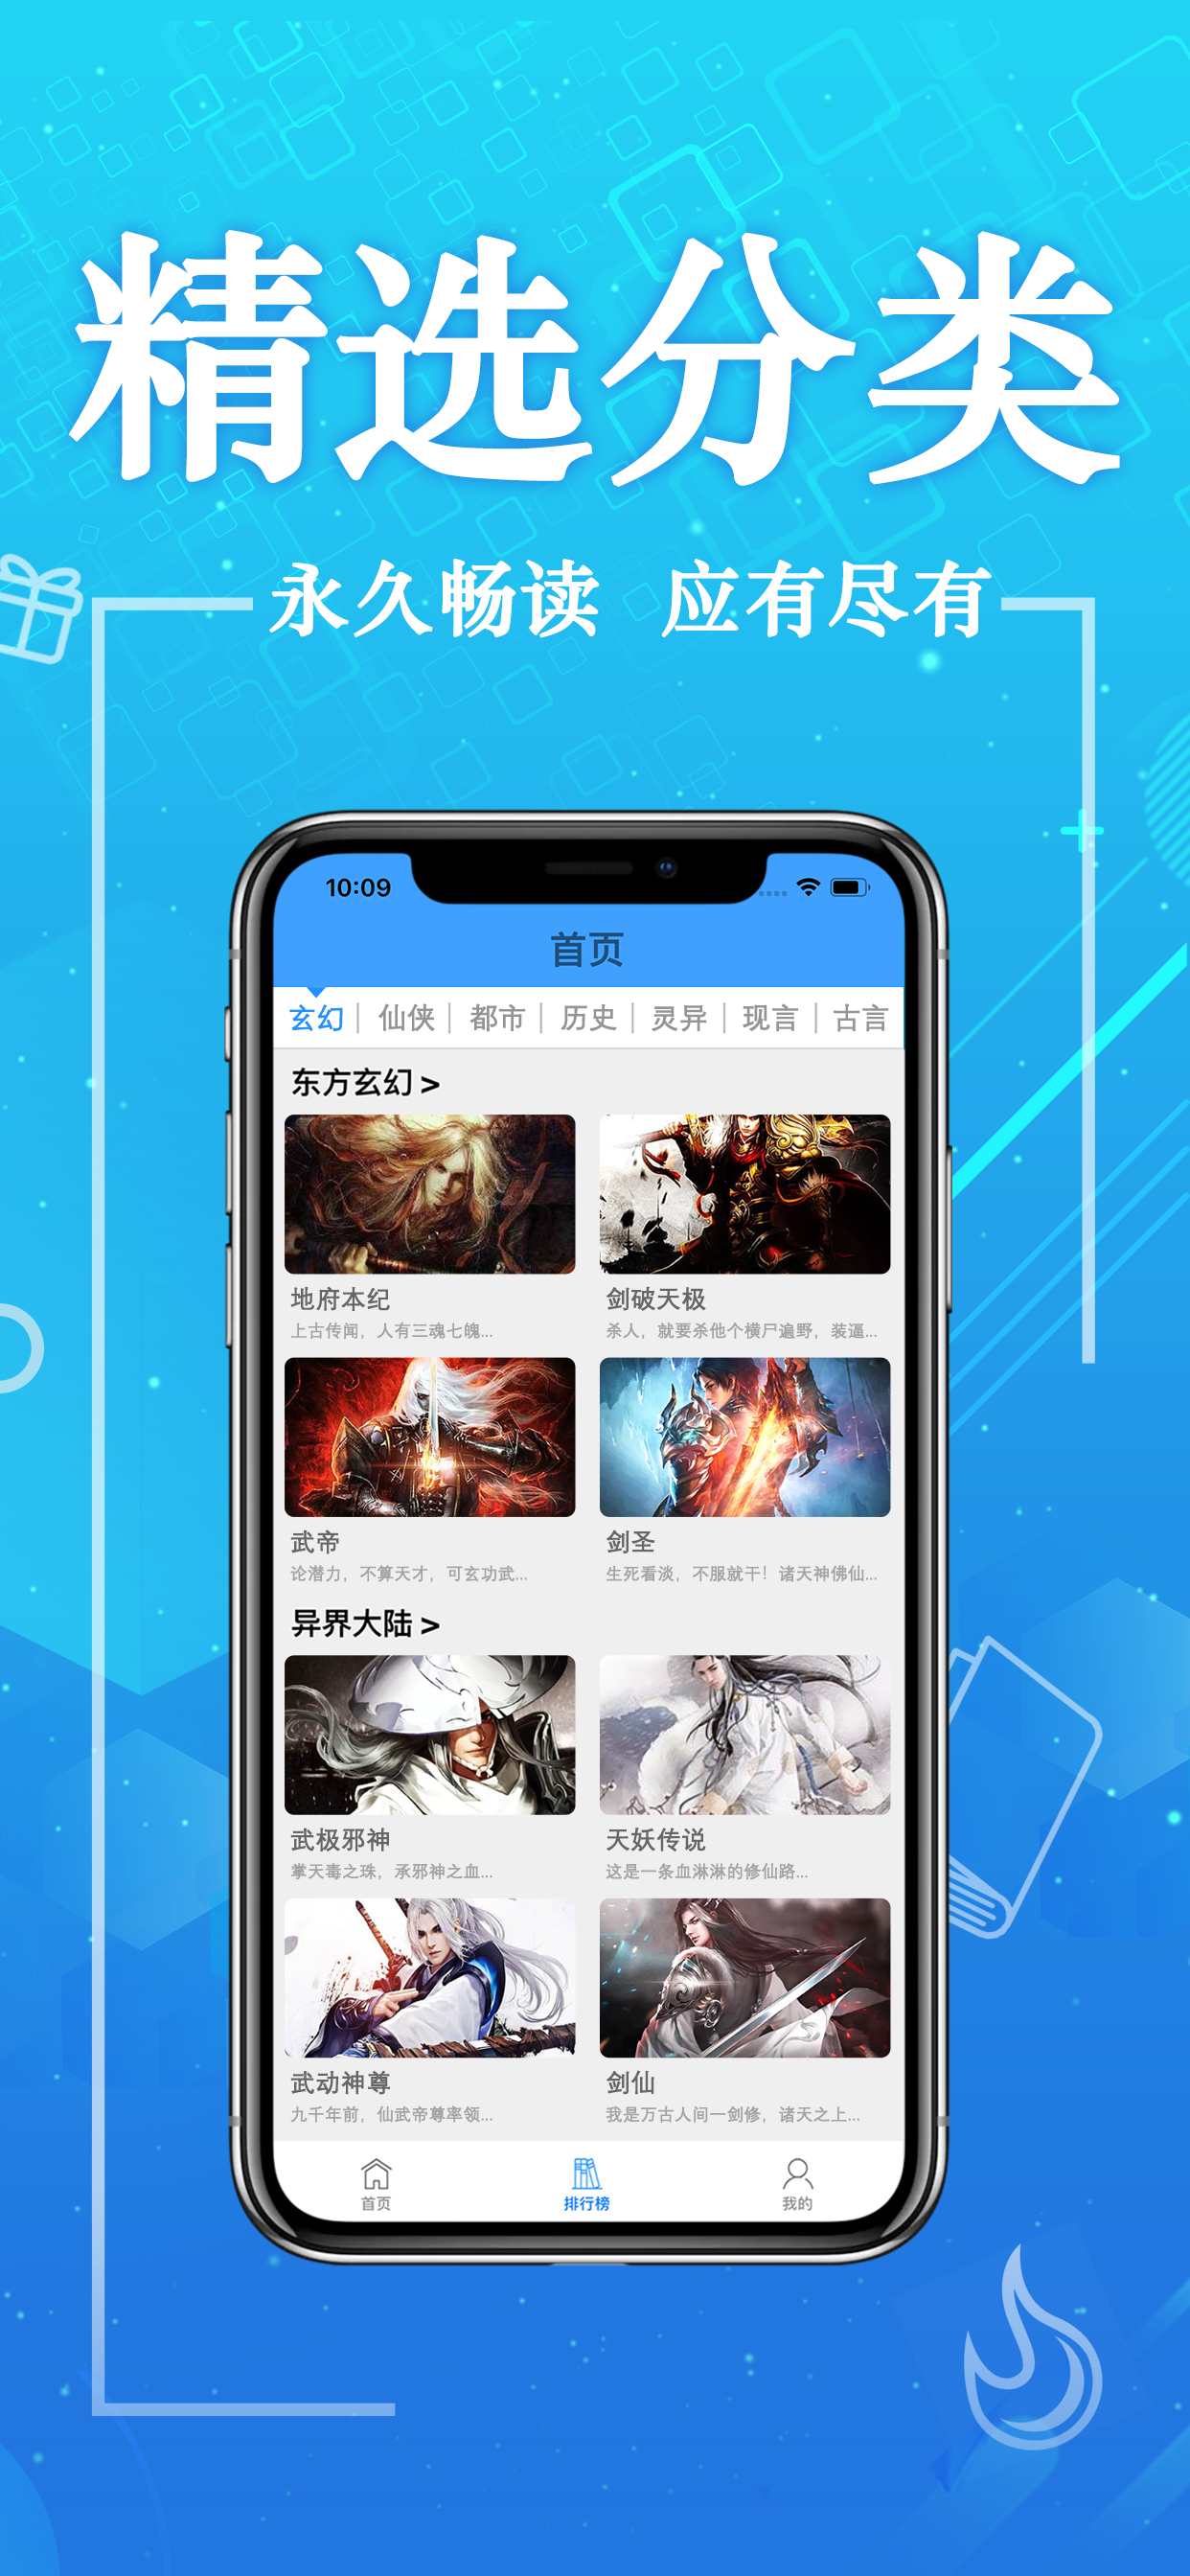 精选分类
永久畅读 应有尽有
10:09
首页
玄幻 仙侠 都市 历史 灵异 现言 古言
东方玄幻 >
地府本纪 剑破天极
上古传闻，人有三魂七魄... 杀人，就要杀他个横尸遍野，装逼...
武帝 剑圣
论潜力，不算天才，可玄功武... 生死看淡，不服就干！诸天神佛仙...
异界大陆 >
武极邪神 天妖传说
掌天毒之珠，承邪神之血... 这是一条血淋淋的修仙路...
武动神尊 剑仙
九千年前，仙武帝尊率领... 我是万古人间一剑修，诸天之上...
首页 排行榜 我的